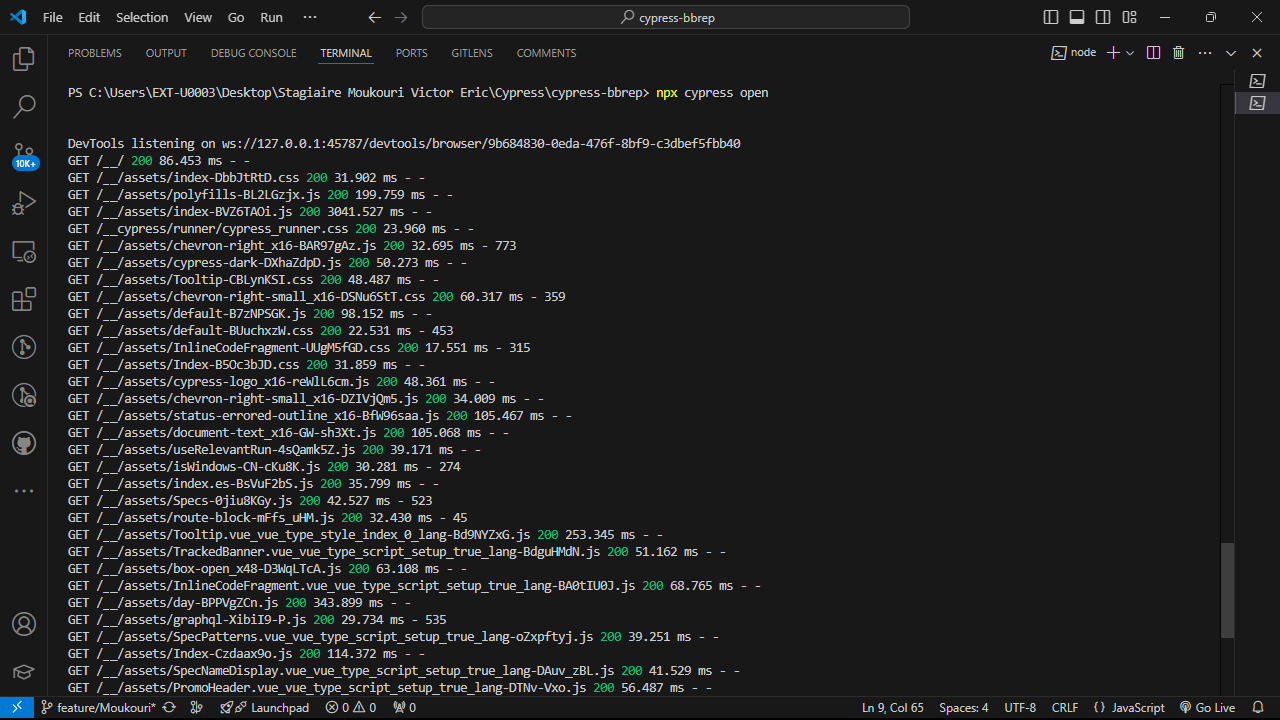 File Edit Selection View Go Run ··· cypress-bbrep
PROBLEMS OUTPUT DEBUG CONSOLE TERMINAL PORTS GITLENS COMMENTS node
PS C:\Users\EXT-U0003\Desktop\Stagiaire Moukouri Victor Eric\Cypress\cypress-bbrep> npx cypress open
DevTools listening on ws://127.0.0.1:45787/devtools/browser/9b684830-0eda-476f-8bf9-c3dbef5fbb40
GET /__/ 200 86.453 ms - -
GET /__/assets/index-DbbJtRtD.css 200 31.902 ms - -
GET /__/assets/polyfills-BL2LGzjx.js 200 199.759 ms - -
GET /__/assets/index-BVZ6TAOi.js 200 3041.527 ms - -
GET /__cypress/runner/cypress_runner.css 200 23.960 ms - -
GET /__/assets/chevron-right_x16-BAR97gAz.js 200 32.695 ms - 773
GET /__/assets/cypress-dark-DXhaZdpD.js 200 50.273 ms - -
GET /__/assets/Tooltip-CBLynKSI.css 200 48.487 ms - -
GET /__/assets/chevron-right-small_x16-DSNu6StT.css 200 60.317 ms - 359
GET /__/assets/default-B7zNPSGK.js 200 98.152 ms - -
GET /__/assets/default-BUuchxzW.css 200 22.531 ms - 453
GET /__/assets/InlineCodeFragment-UUgM5fGD.css 200 17.551 ms - 315
GET /__/assets/Index-B5Oc3bJD.css 200 31.859 ms - -
GET /__/assets/cypress-logo_x16-reWlL6cm.js 200 48.361 ms - -
GET /__/assets/chevron-right-small_x16-DZIVjQm5.js 200 34.009 ms - -
GET /__/assets/status-errored-outline_x16-BfW96saa.js 200 105.467 ms - -
GET /__/assets/document-text_x16-GW-sh3Xt.js 200 105.068 ms - -
GET /__/assets/useRelevantRun-4sQamk5Z.js 200 39.171 ms - -
GET /__/assets/isWindows-CN-cKu8K.js 200 30.281 ms - 274
GET /__/assets/index.es-BsVuF2bS.js 200 35.799 ms - -
GET /__/assets/Specs-0jiu8KGy.js 200 42.527 ms - 523
GET /__/assets/route-block-mFfs_uHM.js 200 32.430 ms - 45
GET /__/assets/Tooltip.vue_vue_type_style_index_0_lang-Bd9NYZxG.js 200 253.345 ms - -
GET /__/assets/TrackedBanner.vue_vue_type_script_setup_true_lang-BdguHMdN.js 200 51.162 ms - -
GET /__/assets/box-open_x48-D3WqLTcA.js 200 63.108 ms - -
GET /__/assets/InlineCodeFragment.vue_vue_type_script_setup_true_lang-BA0tIU0J.js 200 68.765 ms - -
GET /__/assets/day-BPPVgZCn.js 200 343.899 ms - -
GET /__/assets/graphql-XibiI9-P.js 200 29.734 ms - 535
GET /__/assets/SpecPatterns.vue_vue_type_script_setup_true_lang-oZxpftyj.js 200 39.251 ms - -
GET /__/assets/Index-Czdaax9o.js 200 114.372 ms - -
GET /__/assets/SpecNameDisplay.vue_vue_type_script_setup_true_lang-DAuv_zBL.js 200 41.529 ms - -
GET /__/assets/PromoHeader.vue_vue_type_script_setup_true_lang-DTNv-Vxo.js 200 56.487 ms - -
10K+
feature/Moukouri* Launchpad 0 0 0 Ln 9, Col 65 Spaces: 4 UTF-8 CRLF {} JavaScript Go Live